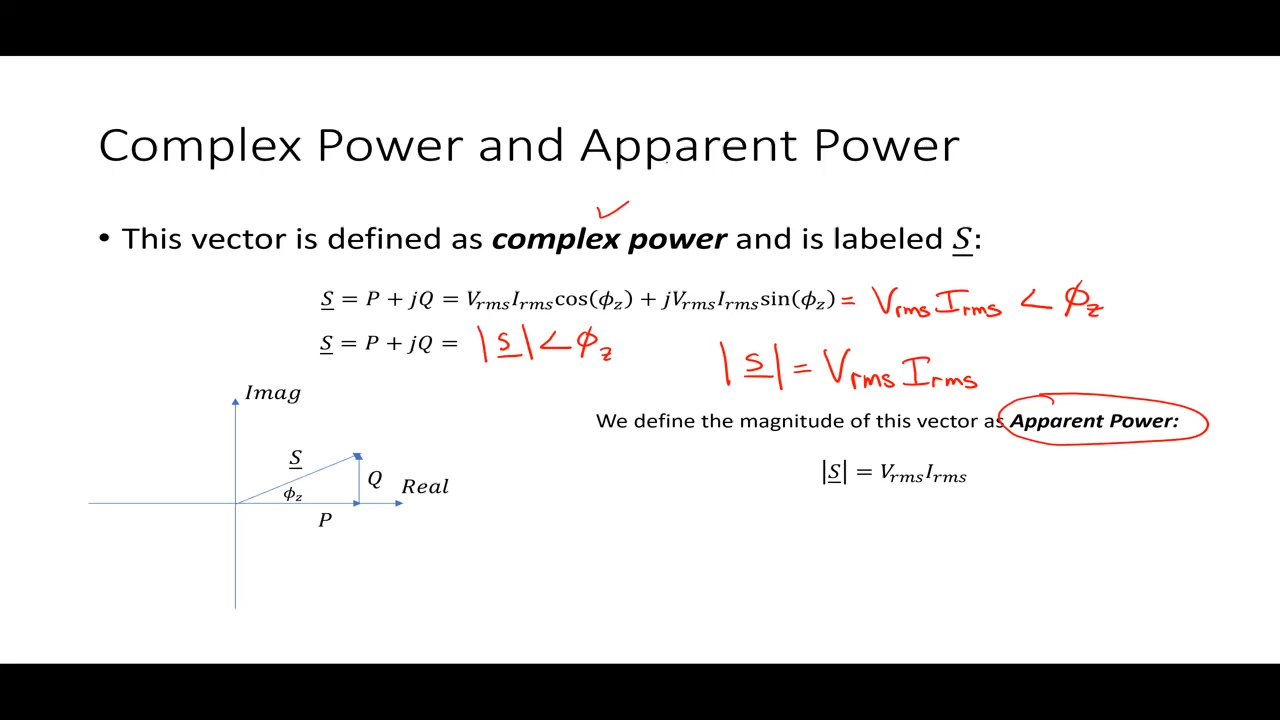 Complex Power and Apparent Power
• This vector is defined as complex power and is labeled S:
S = P + jQ = VrmsIrmscos(ϕz) + jVrmsIrmssin(ϕz) = Vrms Irms ∠ ϕz
S = P + jQ = |S| ∠ ϕz
|S| = Vrms Irms
Imag
We define the magnitude of this vector as Apparent Power:
S
|S| = VrmsIrms
Q
Real
ϕz
P